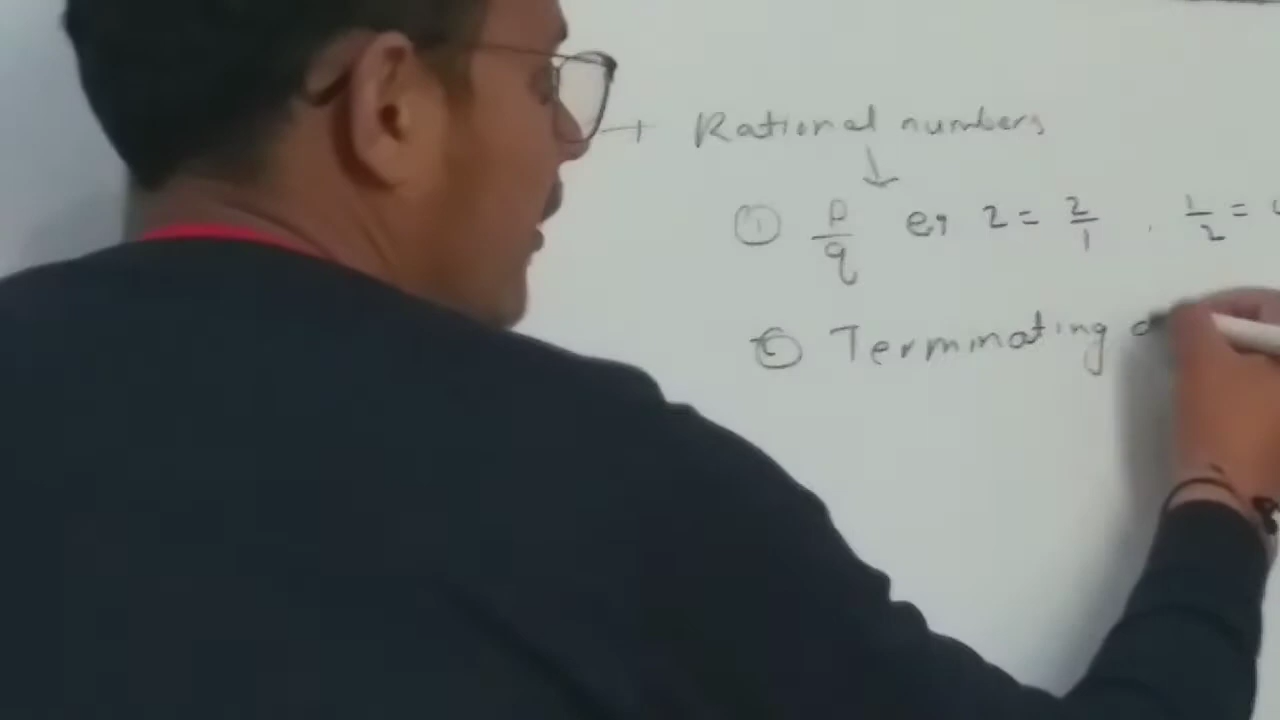 → Rational numbers
↓
① p/q eg 2 = 2/1 , 1/2 =
② Terminating